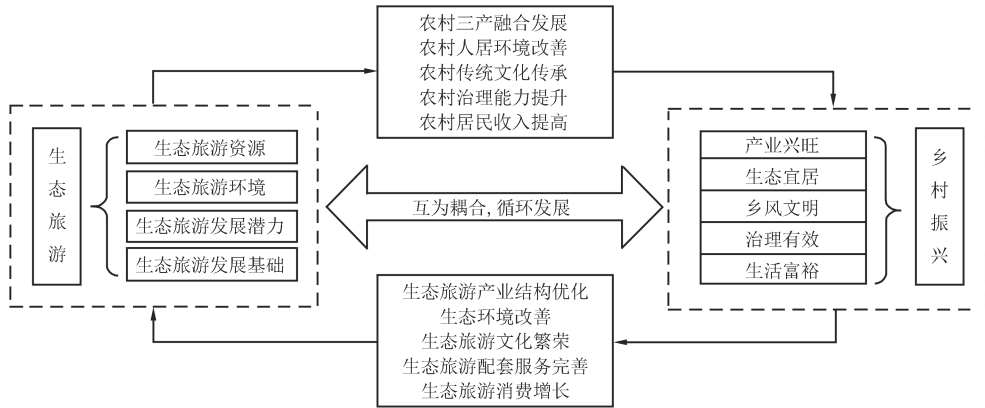 农村三产融合发展
农村人居环境改善
农村传统文化传承
农村治理能力提升
农村居民收入提高
生态旅游
生态旅游资源
生态旅游环境
生态旅游发展潜力
生态旅游发展基础
互为耦合,循环发展
产业兴旺
生态宜居
乡风文明
治理有效
生活富裕
乡村振兴
生态旅游产业结构优化
生态环境改善
生态旅游文化繁荣
生态旅游配套服务完善
生态旅游消费增长